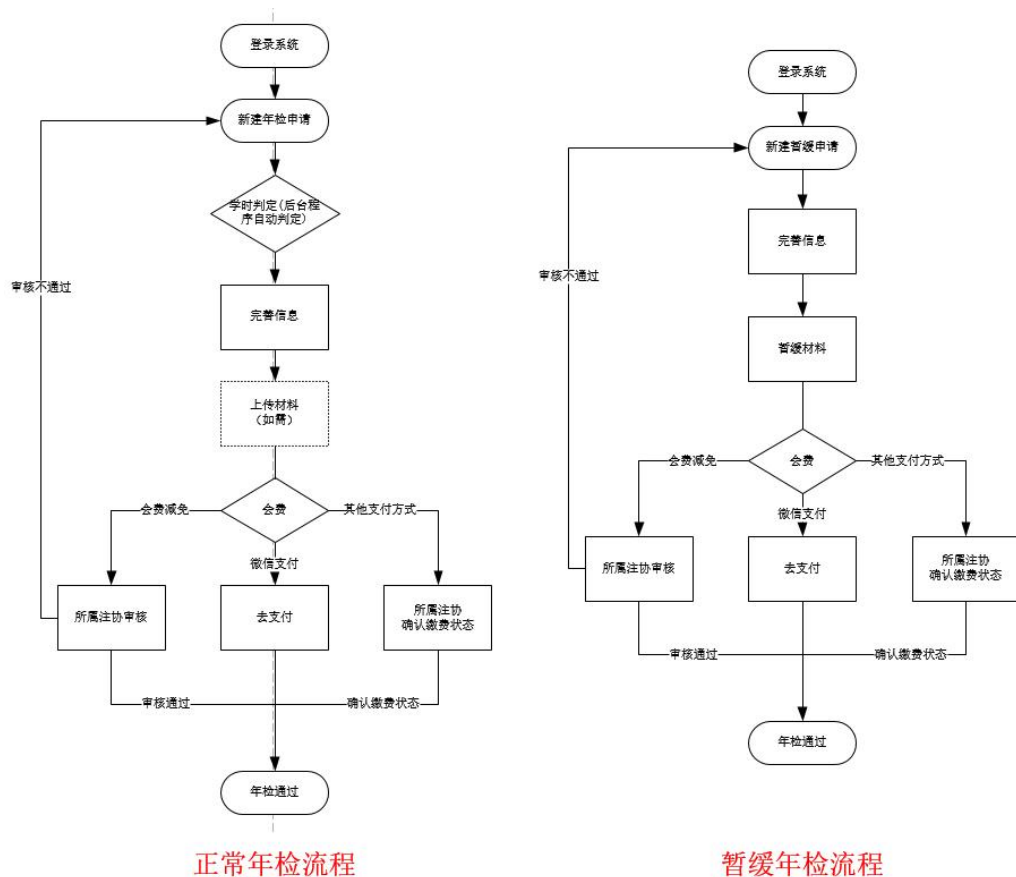 登录系统
新建年检申请
学时判定(后台程
序自动判定)
审核不通过
完善信息
上传材料
(如需)
会费减免
会费
其他支付方式
微信支付
所属注协审核
去支付
所属注协
确认缴费状态
审核通过
确认缴费状态
年检通过
正常年检流程
登录系统
新建暂缓申请
完善信息
审核不通过
暂缓材料
会费减免
会费
其他支付方式
微信支付
所属注协审核
去支付
所属注协
确认缴费状态
审核通过
确认缴费状态
年检通过
暂缓年检流程